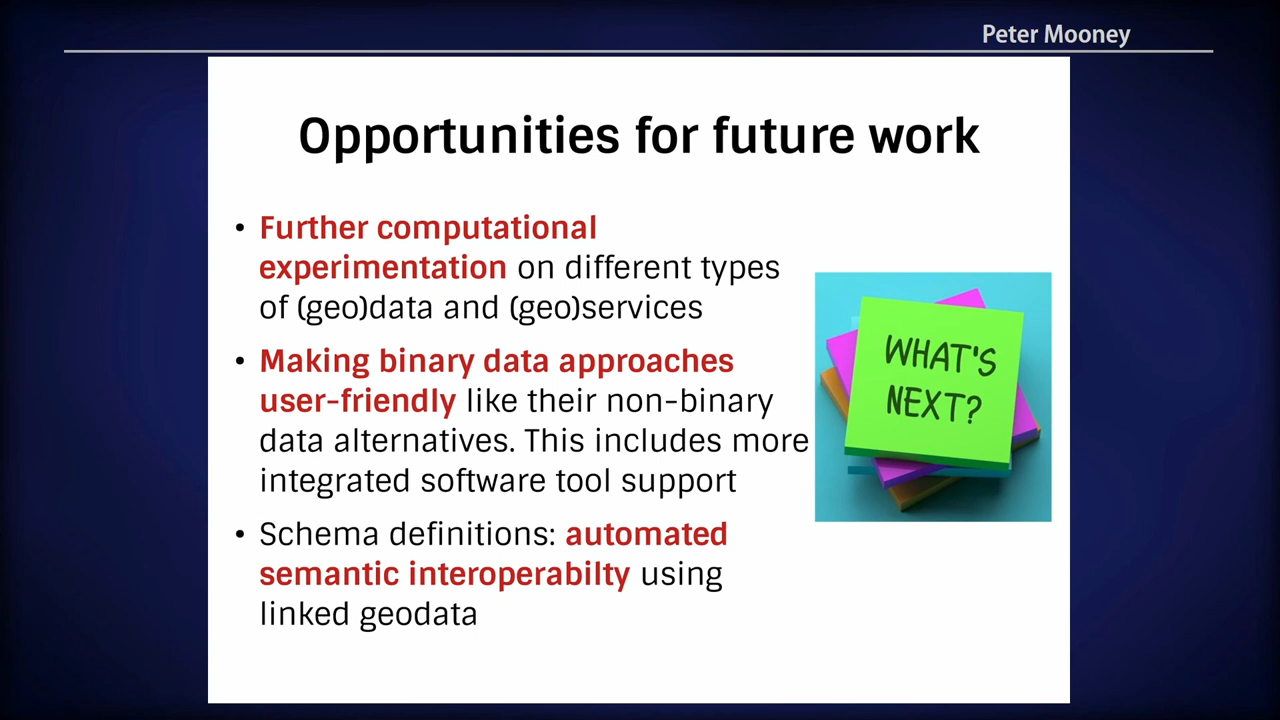 Peter Mooney
Opportunities for future work
• Further computational
experimentation on different types
of (geo)data and (geo)services
• Making binary data approaches
user-friendly like their non-binary
data alternatives. This includes more
integrated software tool support
• Schema definitions: automated
semantic interoperabilty using
linked geodata
WHAT'S
NEXT?